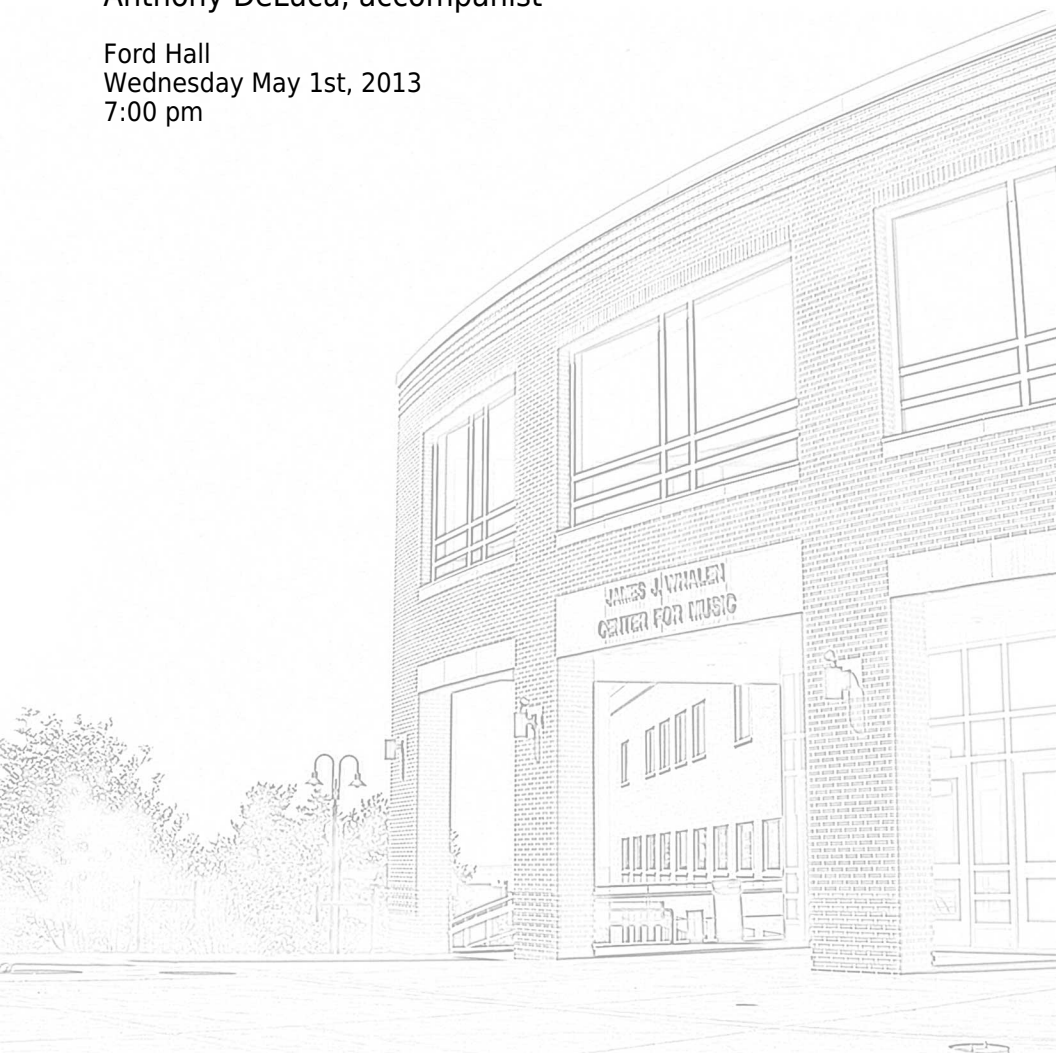 Anthony DeLuca, accompanist
Ford Hall
Wednesday May 1st, 2013
7:00 pm
JAMES J. WHALEN
CENTER FOR MUSIC